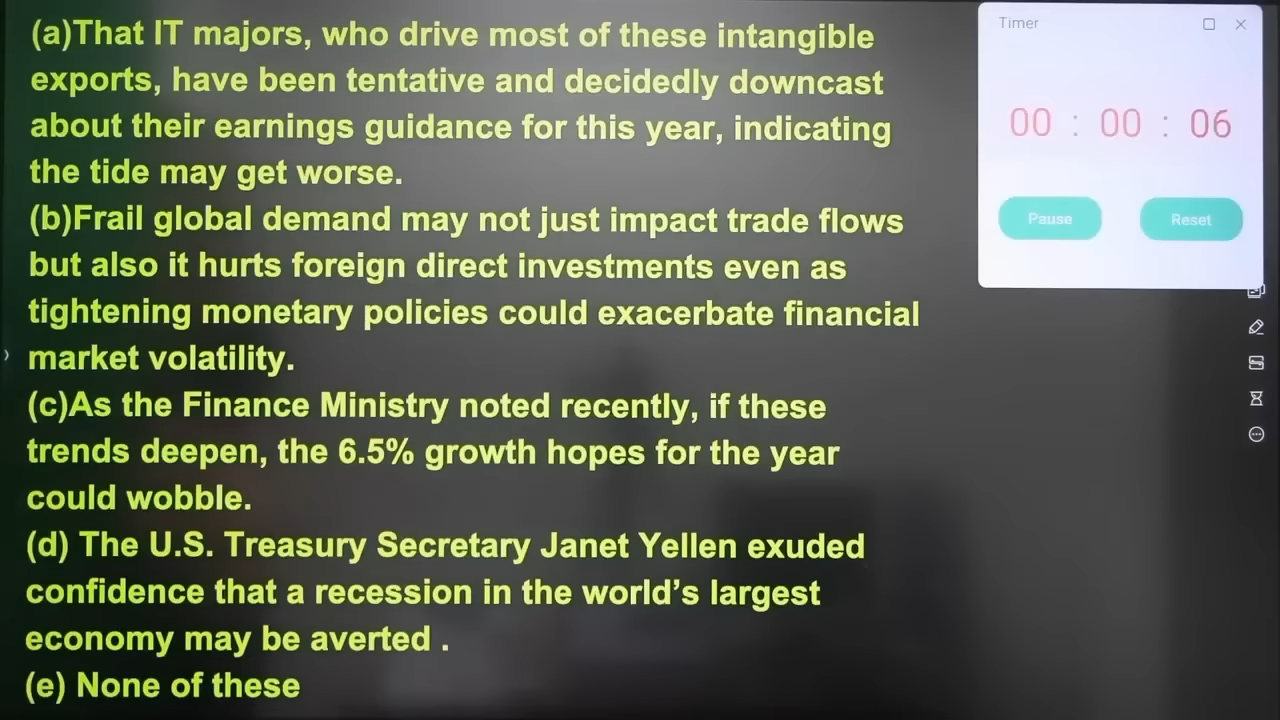 (a)That IT majors, who drive most of these intangible
exports, have been tentative and decidedly downcast
about their earnings guidance for this year, indicating
the tide may get worse.
(b)Frail global demand may not just impact trade flows
but also it hurts foreign direct investments even as
tightening monetary policies could exacerbate financial
market volatility.
(c)As the Finance Ministry noted recently, if these
trends deepen, the 6.5% growth hopes for the year
could wobble.
(d) The U.S. Treasury Secretary Janet Yellen exuded
confidence that a recession in the world’s largest
economy may be averted .
(e) None of these
Timer
00 : 00 : 06
Pause
Reset